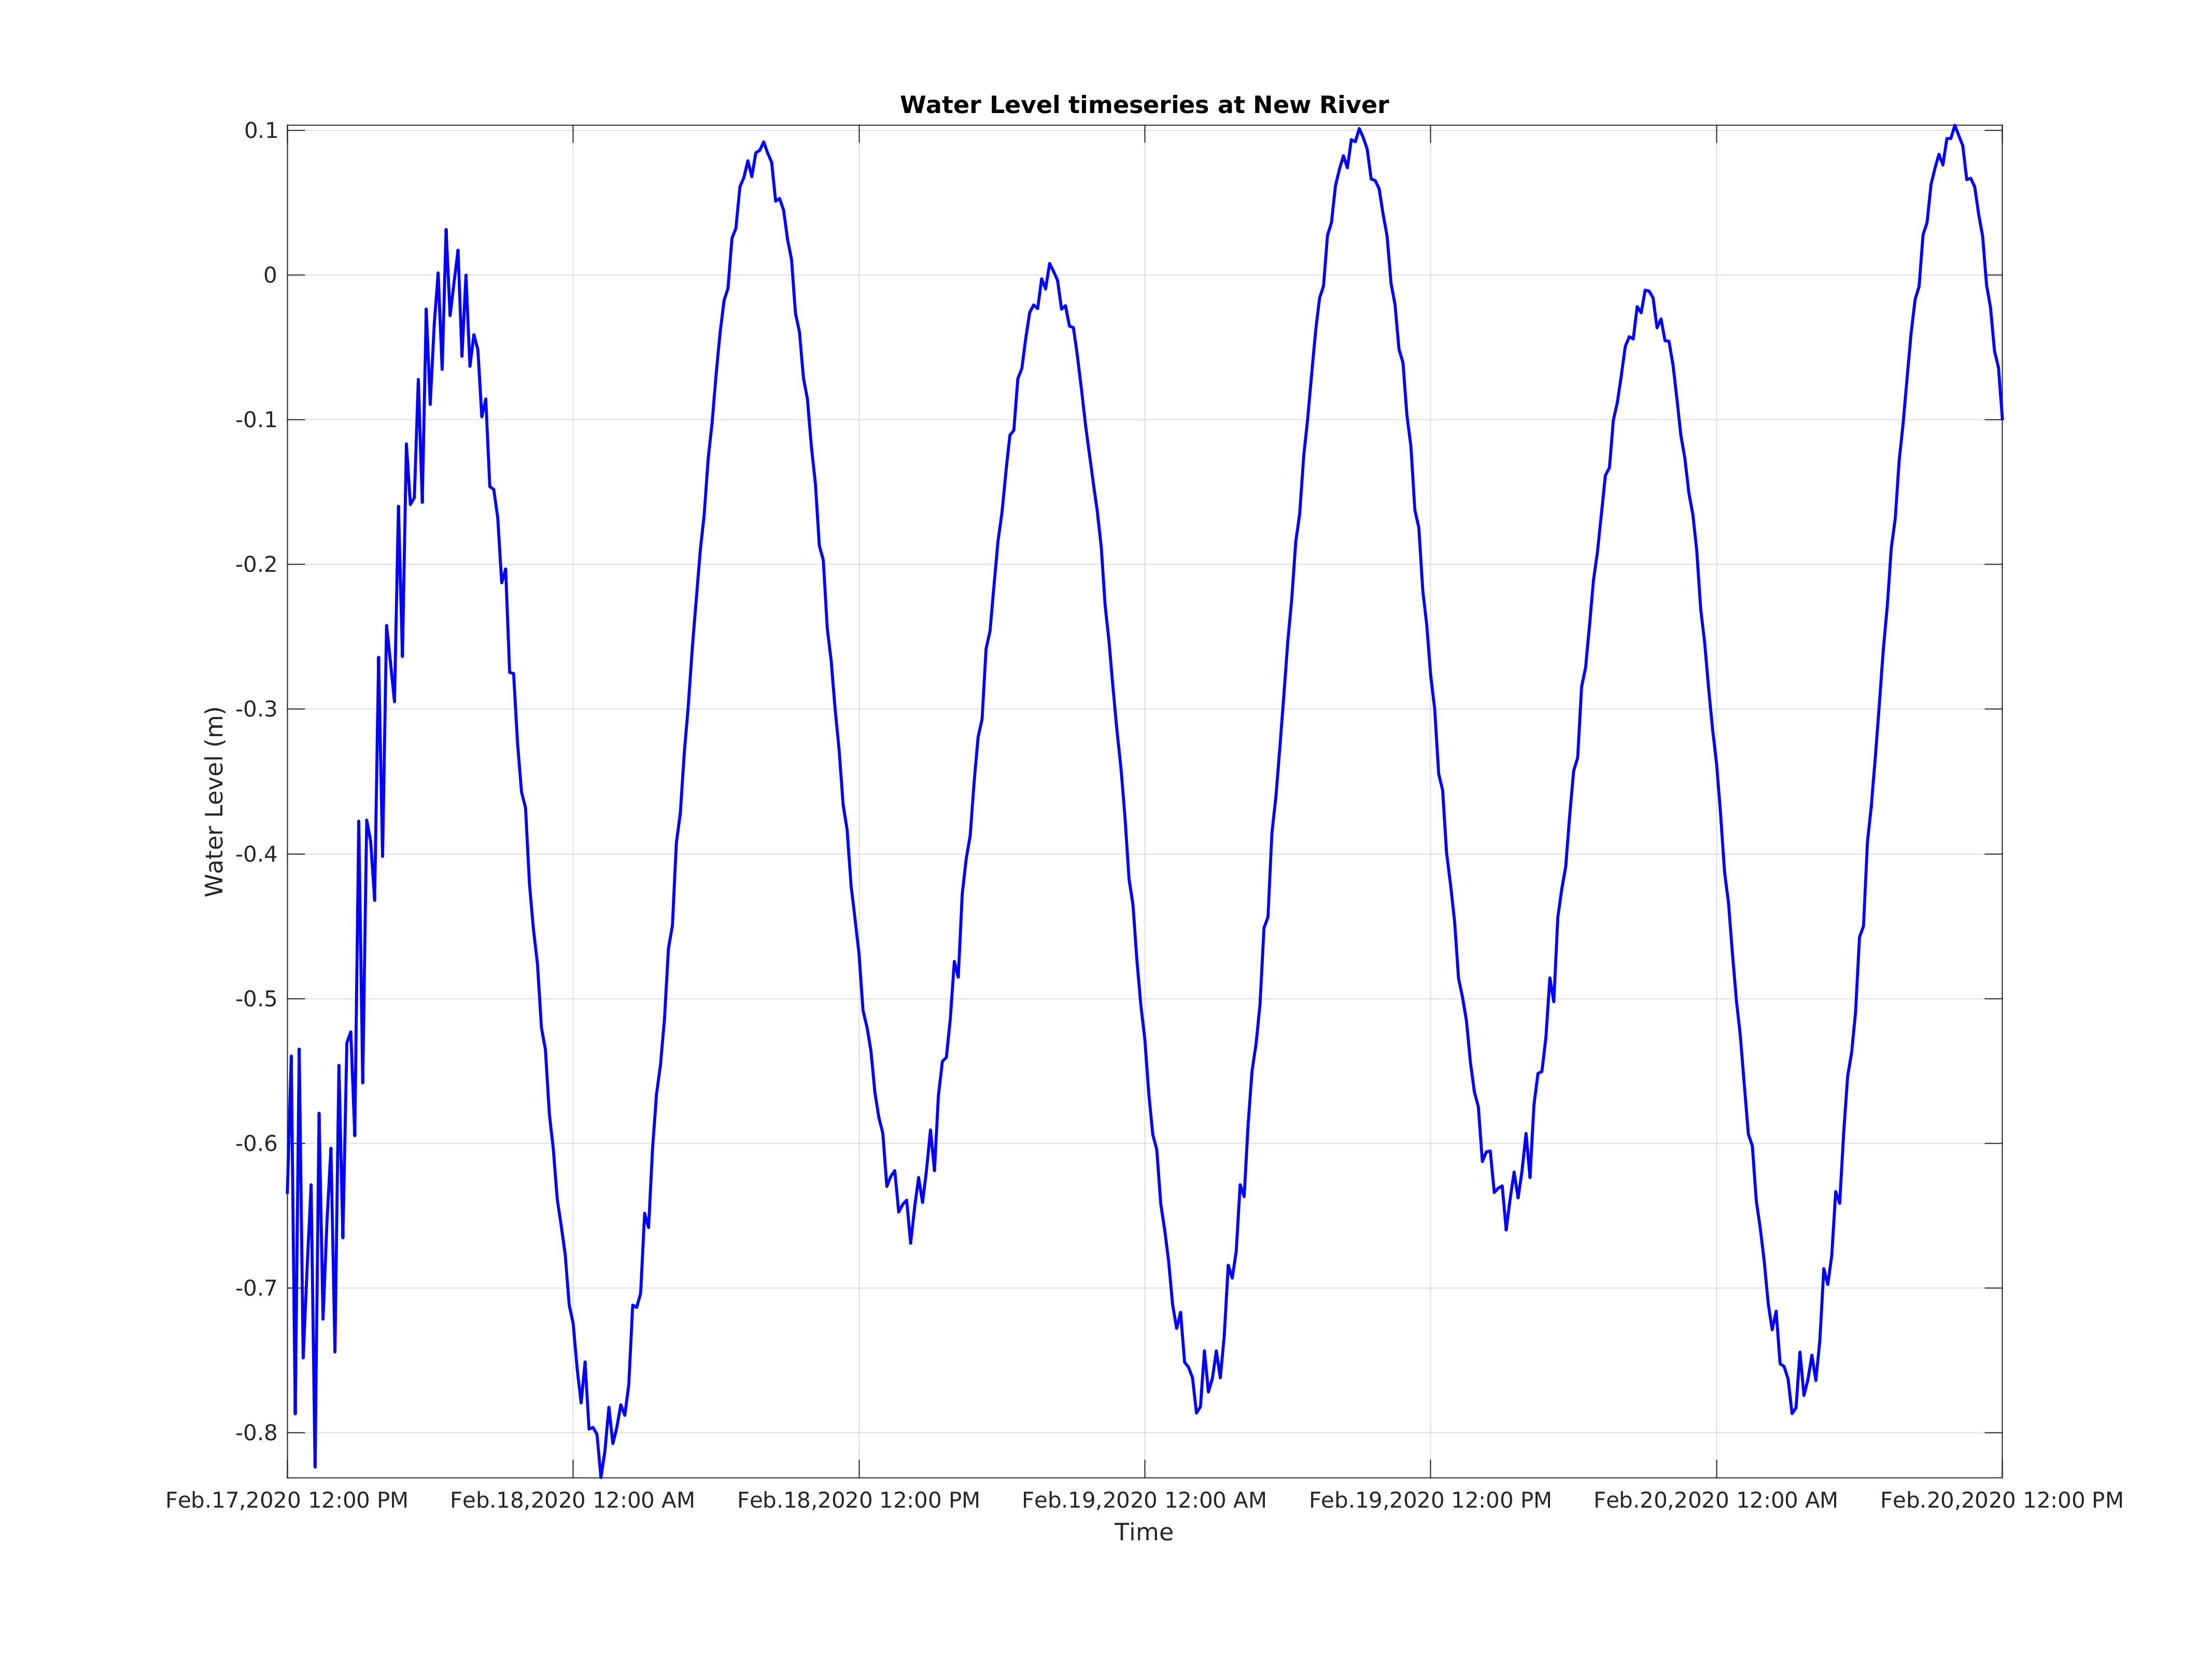 Water Level timeseries at New River
0.1
0
-0.1
-0.2
-0.3
-0.4
-0.5
-0.6
-0.7
-0.8
Water Level (m)
Feb.17,2020 12:00 PM Feb.18,2020 12:00 AM Feb.18,2020 12:00 PM Feb.19,2020 12:00 AM Feb.19,2020 12:00 PM Feb.20,2020 12:00 AM Feb.20,2020 12:00 PM
Time